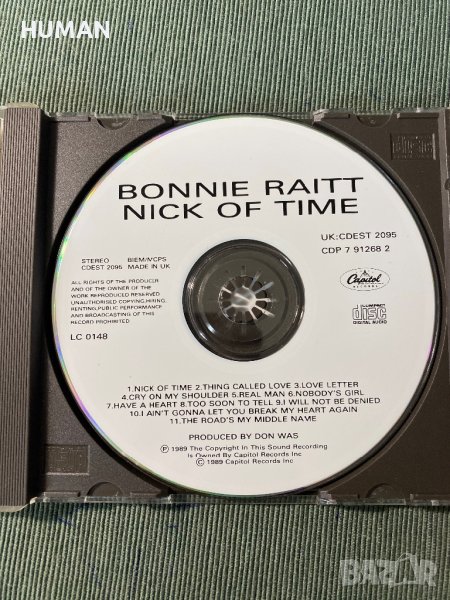 HUMAN
BONNIE RAITT
NICK OF TIME
UK:CDEST 2095
CDP 7 91268 2
STEREO BIEM/MCPS
CDEST 2095 MADE IN UK
ALL RIGHTS OF THE PRODUCER
AND OF THE OWNER OF THE
WORK REPRODUCED RESERVED
UNAUTHORISED COPYING,HIRING,
RENTING,PUBLIC PERFORMANCE
AND BROADCASTING OF THIS
RECORD PROHIBITED
LC 0148
Capitol
RECORDS
COMPACT
disc
DIGITAL AUDIO
1.NICK OF TIME 2.THING CALLED LOVE 3.LOVE LETTER
4.CRY ON MY SHOULDER 5.REAL MAN 6.NOBODY'S GIRL
7.HAVE A HEART 8.TOO SOON TO TELL 9.I WILL NOT BE DENIED
10.I AIN'T GONNA LET YOU BREAK MY HEART AGAIN
11.THE ROAD'S MY MIDDLE NAME
PRODUCED BY DON WAS
Ⓟ 1989 The Copyright In This Sound Recording
Is Owned By Capitol Records Inc
© 1989 Capitol Records Inc
BAZAR